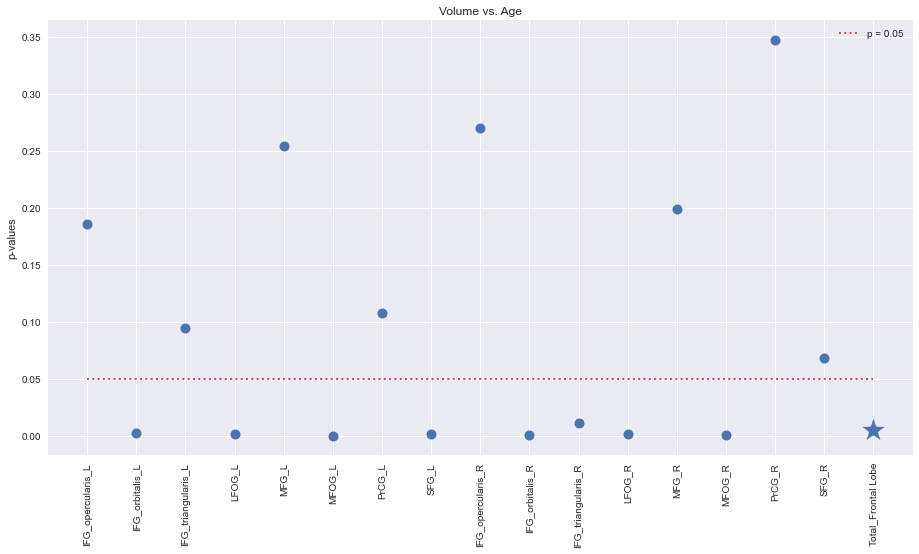 Volume vs. Age
p = 0.05
p-values
0.35
0.30
0.25
0.20
0.15
0.10
0.05
0.00
IFG_opercularis_L
IFG_orbitalis_L
IFG_triangularis_L
LFOG_L
MFG_L
MFOG_L
PrCG_L
SFG_L
IFG_opercularis_R
IFG_orbitalis_R
IFG_triangularis_R
LFOG_R
MFG_R
MFOG_R
PrCG_R
SFG_R
Total_Frontal Lobe